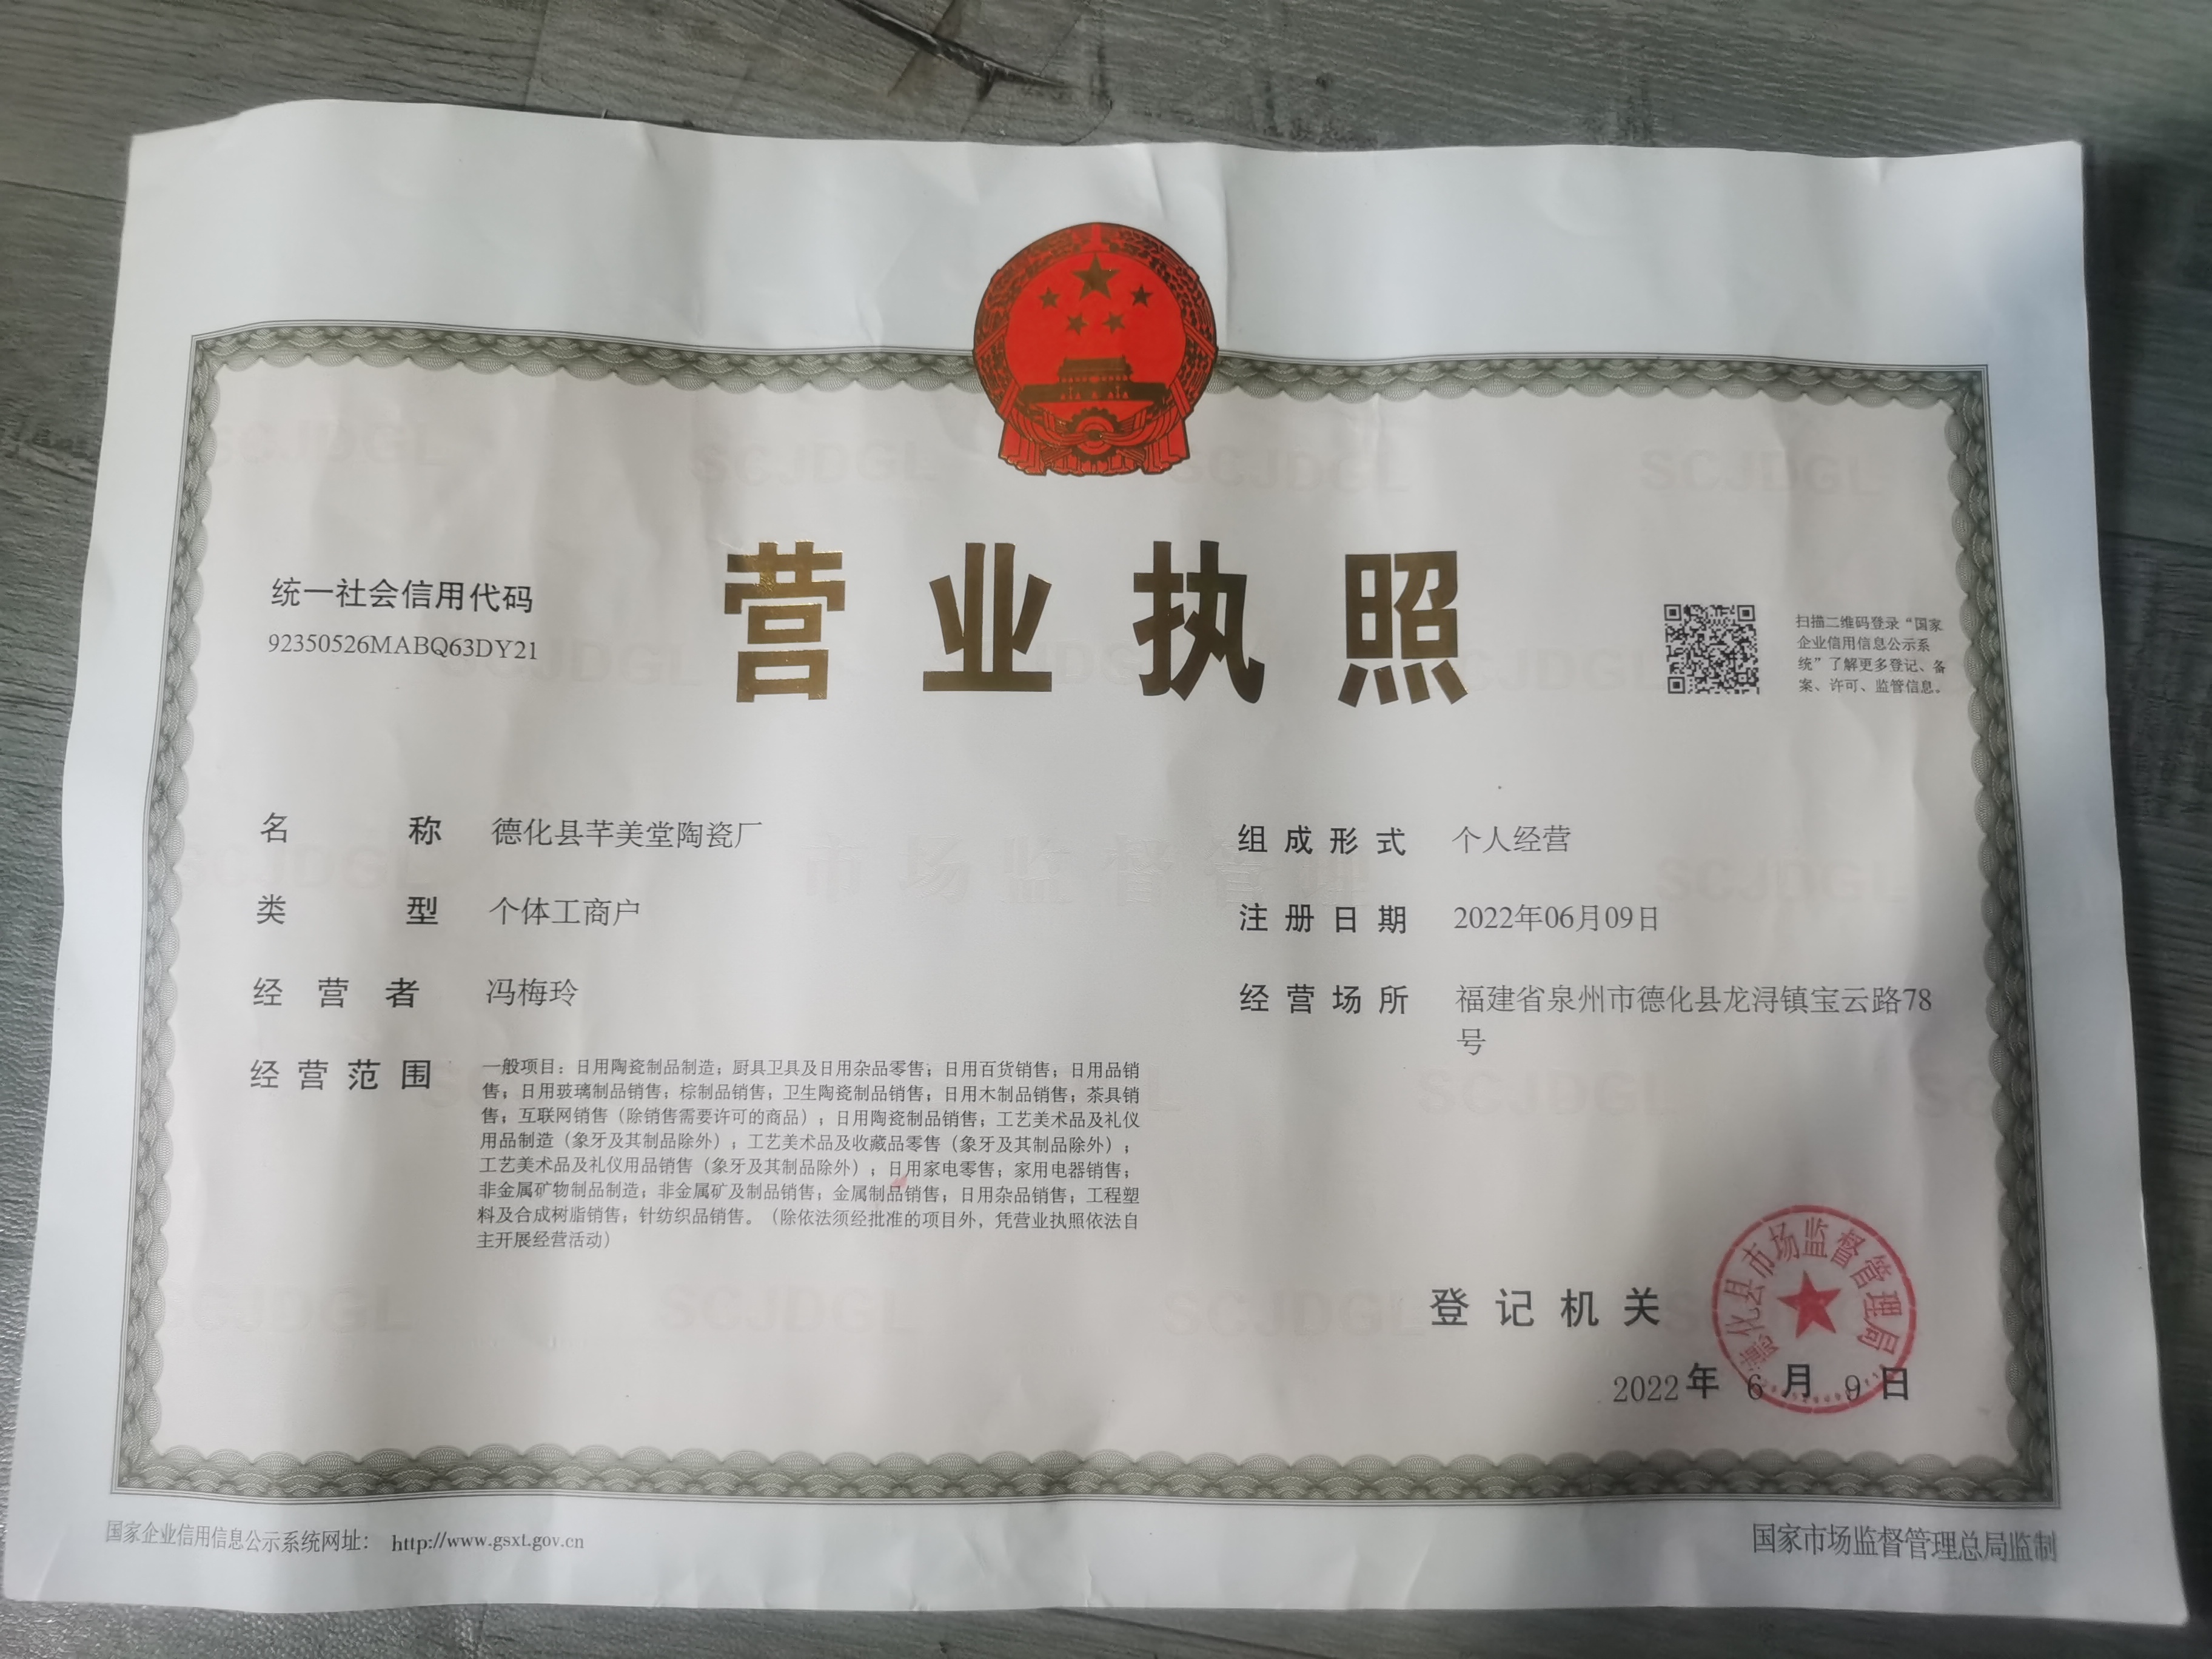 营业执照
统一社会信用代码
92350526MABQ63DY21
扫描二维码登录“国家
企业信用信息公示系
统”了解更多登记、备
案、许可、监管信息。
名称 德化县芊美堂陶瓷厂
类型 个体工商户
经营者 冯梅玲
经营范围 一般项目：日用陶瓷制品制造；厨具卫具及日用杂品零售；日用百货销售；日用品销
售；日用玻璃制品销售；棕制品销售；卫生陶瓷制品销售；日用木制品销售；茶具销
售；互联网销售（除销售需要许可的商品）；日用陶瓷制品销售；工艺美术品及礼仪
用品制造（象牙及其制品除外）；工艺美术品及收藏品零售（象牙及其制品除外）；
工艺美术品及礼仪用品销售（象牙及其制品除外）；日用家电零售；家用电器销售；
非金属矿物制品制造；非金属矿及制品销售；金属制品销售；日用杂品销售；工程塑
料及合成树脂销售；针纺织品销售。（除依法须经批准的项目外，凭营业执照依法自
主开展经营活动）
组成形式 个人经营
注册日期 2022年06月09日
经营场所 福建省泉州市德化县龙浔镇宝云路78
号
市场监督管理
SCJDGL
登记机关
德化县市场监督管理局
2022年6月9日
国家企业信用信息公示系统网址： http://www.gsxt.gov.cn
国家市场监督管理总局监制